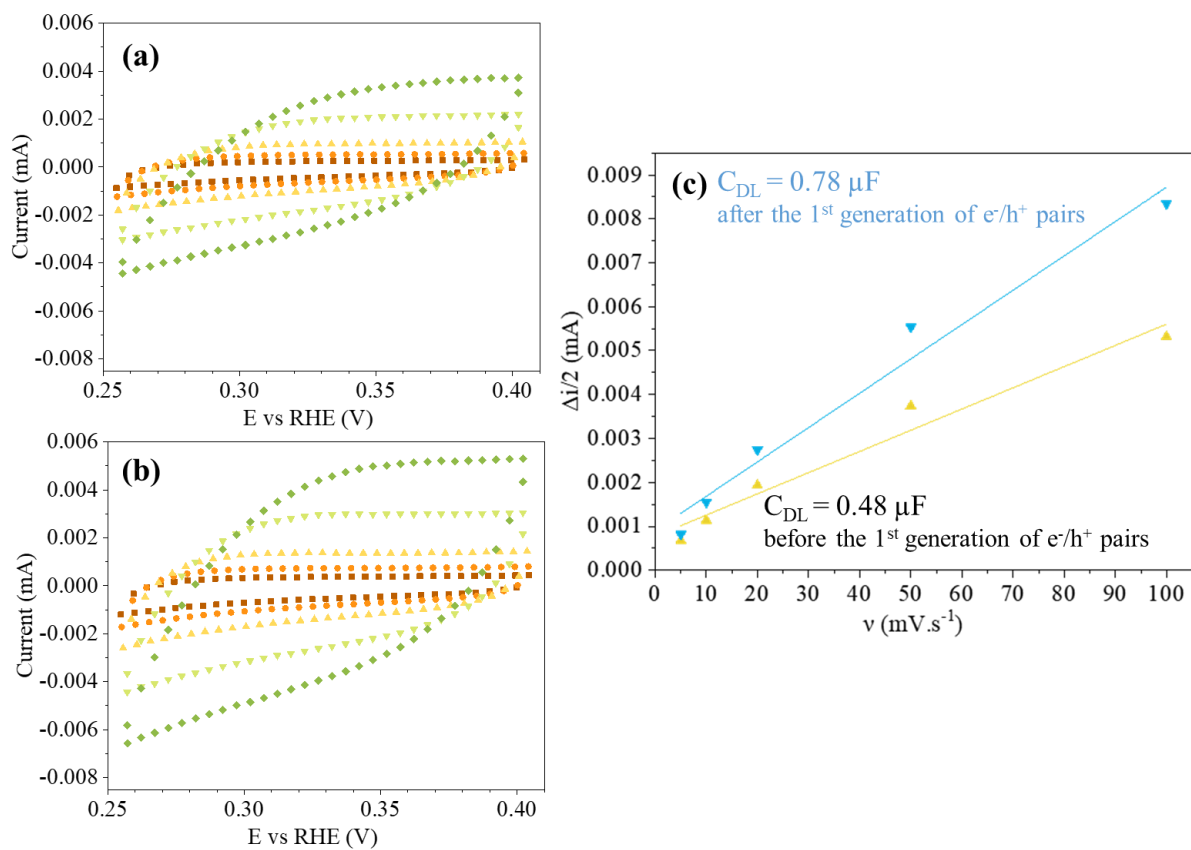 (a)
0.006
0.004
0.002
0.000
-0.002
-0.004
-0.006
-0.008
Current (mA)
0.25 0.30 0.35 0.40
E vs RHE (V)
(b)
0.006
0.004
0.002
0.000
-0.002
-0.004
-0.006
-0.008
Current (mA)
0.25 0.30 0.35 0.40
E vs RHE (V)
(c)
C_DL = 0.78 µF
after the 1st generation of e⁻/h⁺ pairs
0.009
0.008
0.007
0.006
0.005
0.004
0.003
0.002
0.001
0.000
Δi/2 (mA)
C_DL = 0.48 µF
before the 1st generation of e⁻/h⁺ pairs
10 20 30 40 50 60 70 80 90 100
ν (mV.s⁻¹)